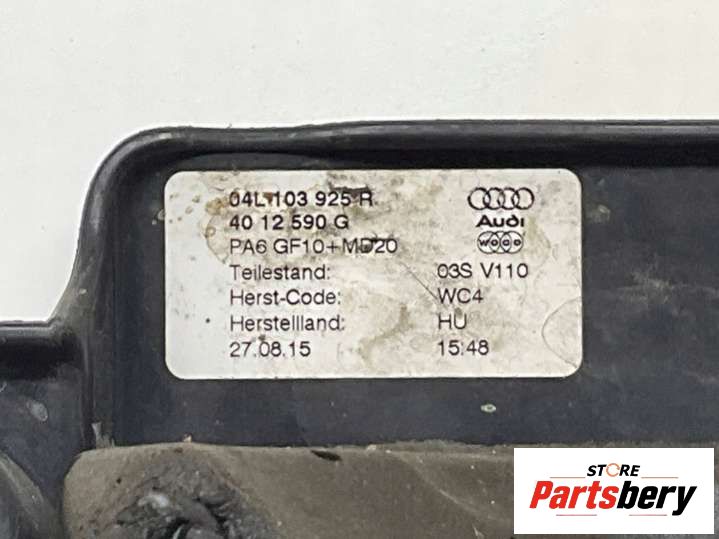 04L 103 925 R
40 12 590 G
Audi
PA6 GF10+MD20
Teilestand: 03S V110
Herst-Code: WC4
Herstellland: HU
27.08.15 15:48
STORE
Partsbery